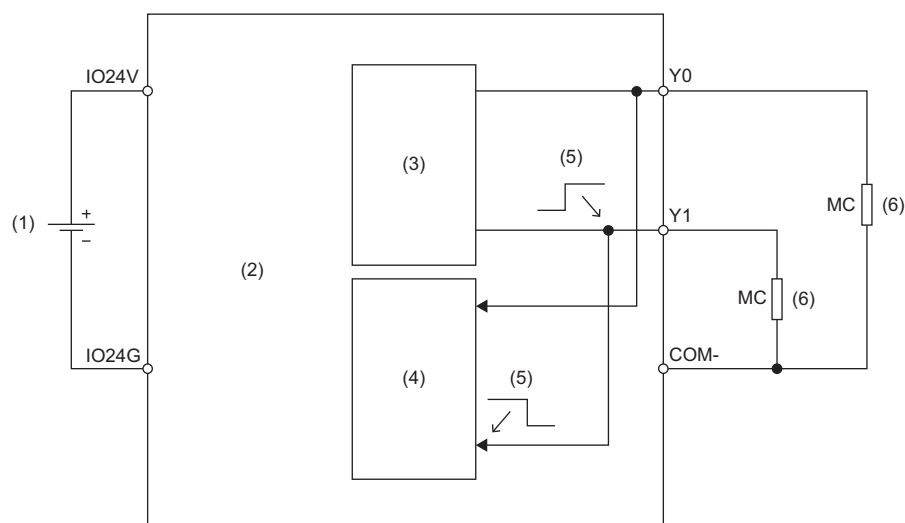 IO24V
Y0
(3)
(5)
MC
(6)
(1)
+
−
Y1
(2)
MC
(6)
IO24G
COM-
(4)
(5)